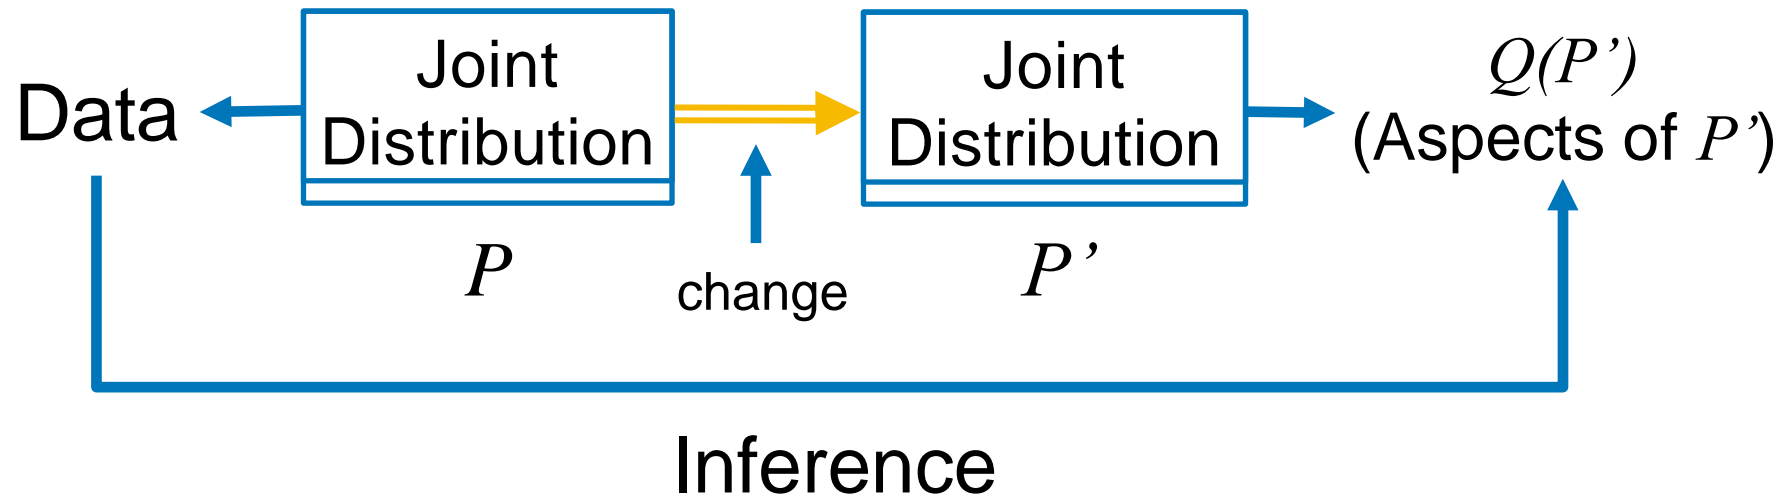 Data
Joint
Distribution
P
change
Joint
Distribution
P’
Q(P’)
(Aspects of P’)
Inference